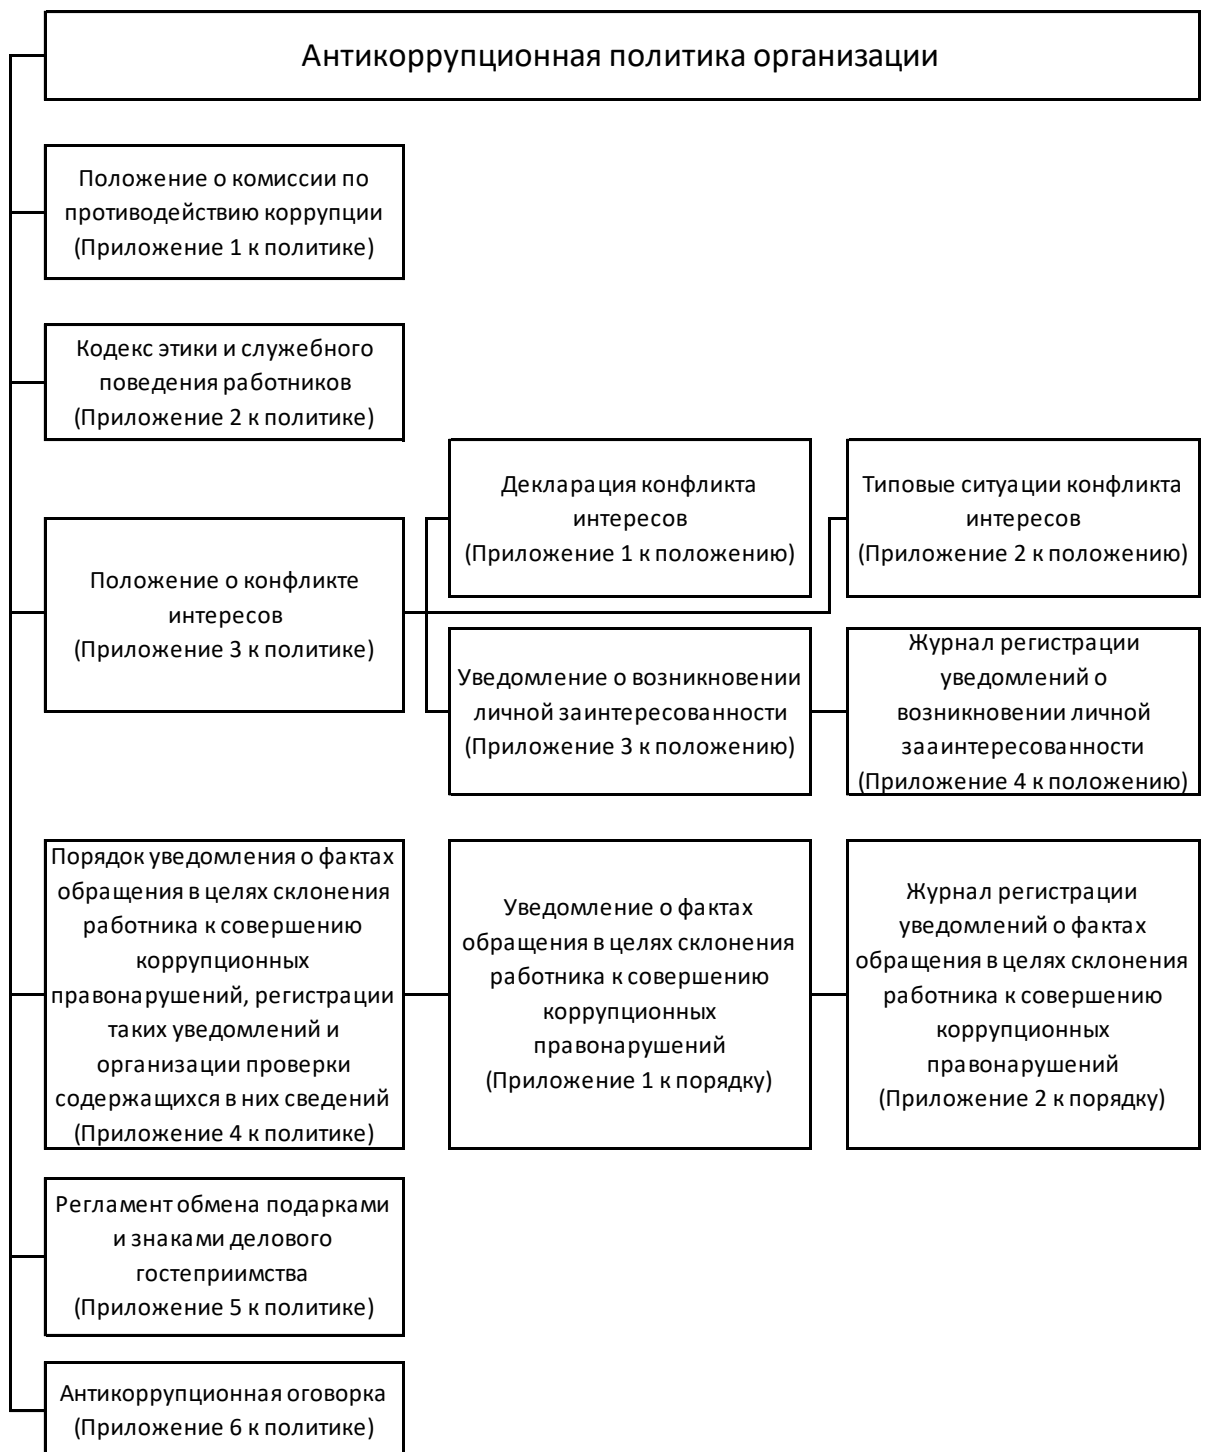 Антикоррупционная политика организации
Положение о комиссии по
противодействию коррупции
(Приложение 1 к политике)
Кодекс этики и служебного
поведения работников
(Приложение 2 к политике)
Положение о конфликте
интересов
(Приложение 3 к политике)
Декларация конфликта
интересов
(Приложение 1 к положению)
Типовые ситуации конфликта
интересов
(Приложение 2 к положению)
Уведомление о возникновении
личной заинтересованности
(Приложение 3 к положению)
Журнал регистрации
уведомлений о
возникновении личной
зааинтересованности
(Приложение 4 к положению)
Порядок уведомления о фактах
обращения в целях склонения
работника к совершению
коррупционных
правонарушений, регистрации
таких уведомлений и
организации проверки
содержащихся в них сведений
(Приложение 4 к политике)
Уведомление о фактах
обращения в целях склонения
работника к совершению
коррупционных
правонарушений
(Приложение 1 к порядку)
Журнал регистрации
уведомлений о фактах
обращения в целях склонения
работника к совершению
коррупционных
правонарушений
(Приложение 2 к порядку)
Регламент обмена подарками
и знаками делового
гостеприимства
(Приложение 5 к политике)
Антикоррупционная оговорка
(Приложение 6 к политике)